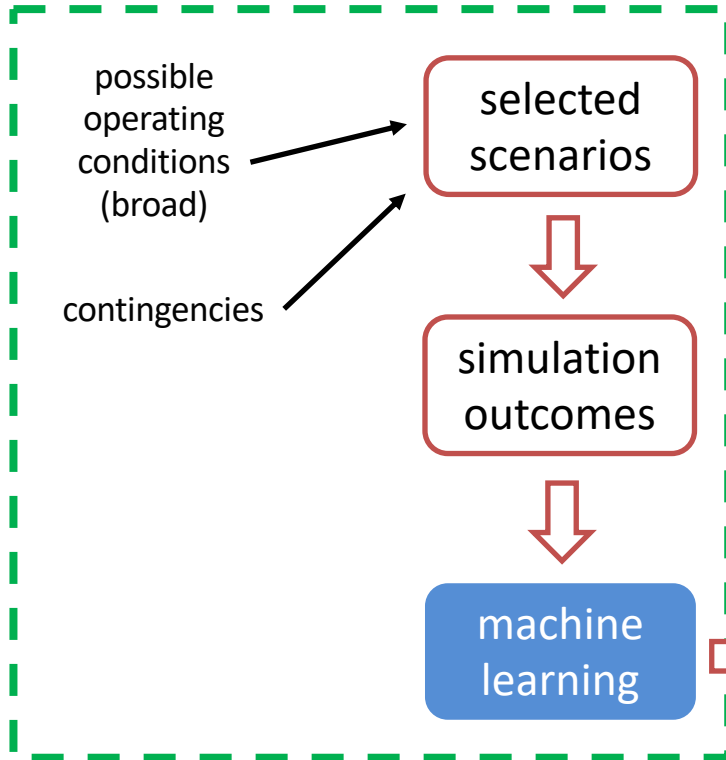 possible
operating
conditions
(broad)
contingencies
selected
scenarios
simulation
outcomes
machine
learning